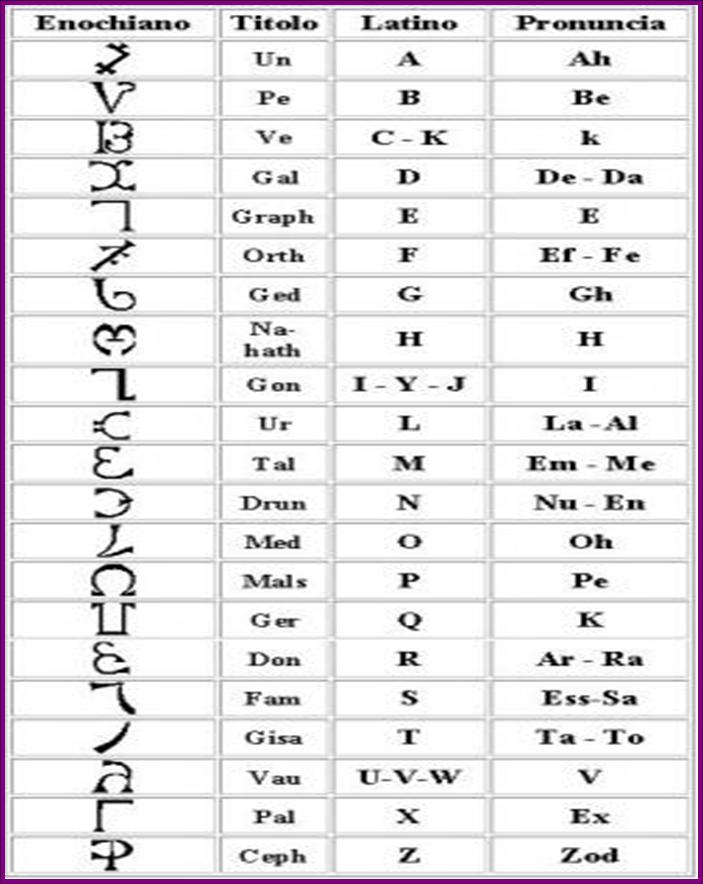 Enochiano Titolo Latino Pronuncia
Un A Ah
Pe B Be
Ve C - K k
Gal D De - Da
Graph E E
Orth F Ef - Fe
Ged G Gh
Na-
hath H H
Gon I - Y - J I
Ur L La -Al
Tal M Em - Me
Drun N Nu - En
Med O Oh
Mals P Pe
Ger Q K
Don R Ar - Ra
Fam S Ess-Sa
Gisa T Ta - To
Vau U-V-W V
Pal X Ex
Ceph Z Zod